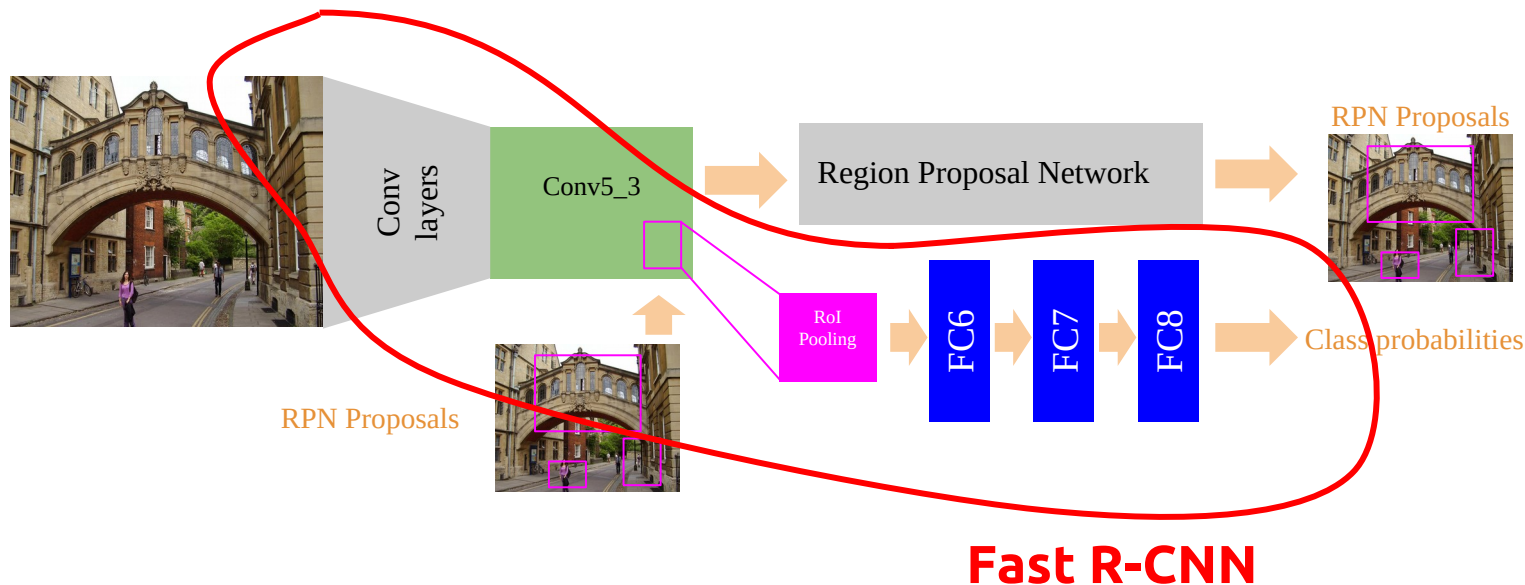 RPN Proposals
Conv
layers
Conv5_3
Region Proposal Network
RoI
Pooling
FC6
FC7
FC8
Class probabilities
RPN Proposals
Fast R-CNN